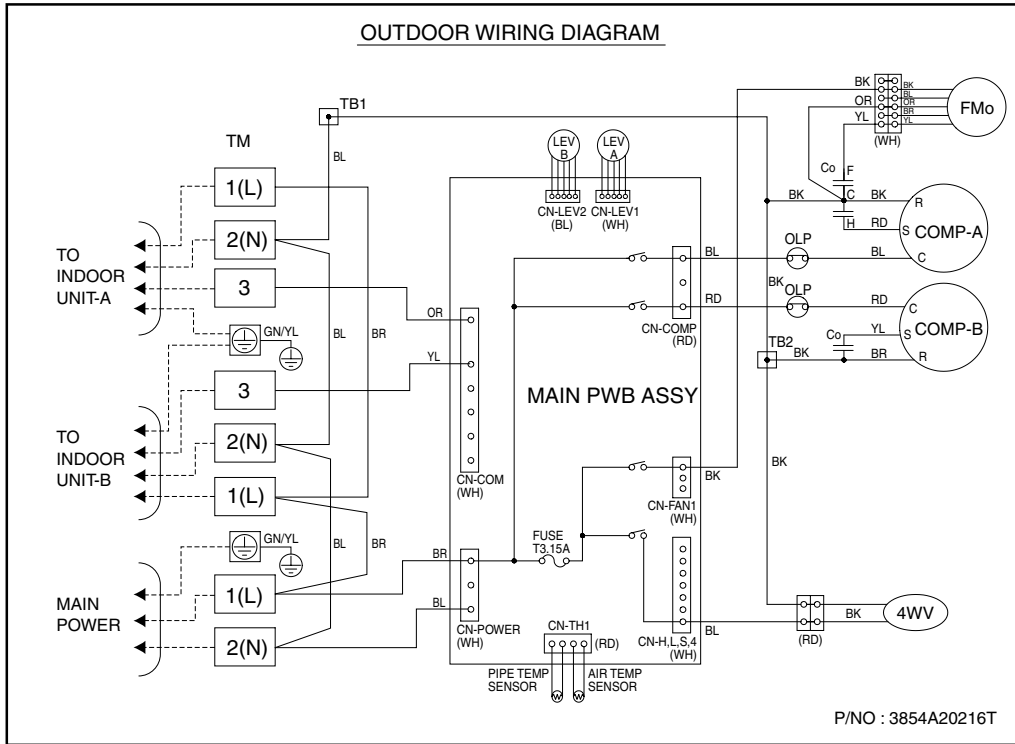 OUTDOOR WIRING DIAGRAM
TB1
TM
BL
1(L)
2(N)
3
TO
INDOOR
UNIT-A
GN/YL
BL
BR
3
2(N)
1(L)
TO
INDOOR
UNIT-B
GN/YL
BL
BR
1(L)
2(N)
MAIN
POWER
OR
YL
BR
BL
LEV
B
LEV
A
CN-LEV2
(BL)
CN-LEV1
(WH)
CN-COM
(WH)
CN-COMP
(RD)
MAIN PWB ASSY
FUSE
T3.15A
CN-FAN1
(WH)
CN-POWER
(WH)
CN-TH1
(RD)
CN-H,L,S,4
(WH)
PIPE TEMP
SENSOR
AIR TEMP
SENSOR
BK
OR
YL
BK
BL
OR
BR
YL
(WH)
FMo
Co
F
C
H
BK
BK
RD
R
S
C
COMP-A
BL
OLP
BL
BK
RD
OLP
RD
C
S
R
COMP-B
Co
YL
TB2
BK
BR
BK
BK
BL
BK
(RD)
4WV
P/NO : 3854A20216T